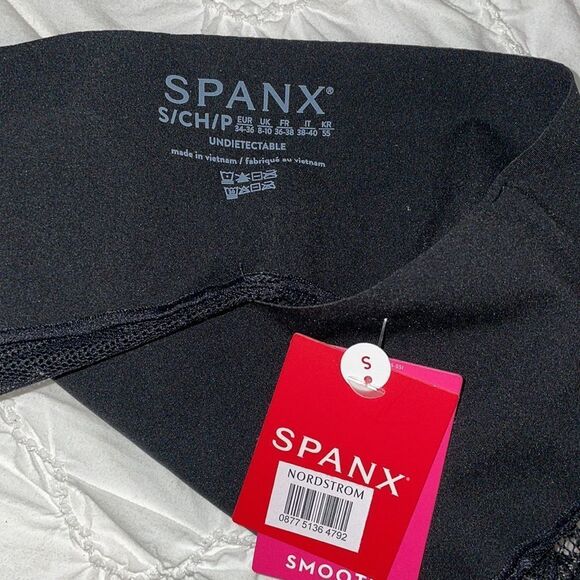 SPANX®
S/CH/P EUR UK FR IT KR
34-36 8-10 36-38 38-40 55
UNDIETECTABLE
made in vietnam / fabriqué au vietnam
S
SPANX®
NORDSTROM
0877 5136 4792
SMOOT